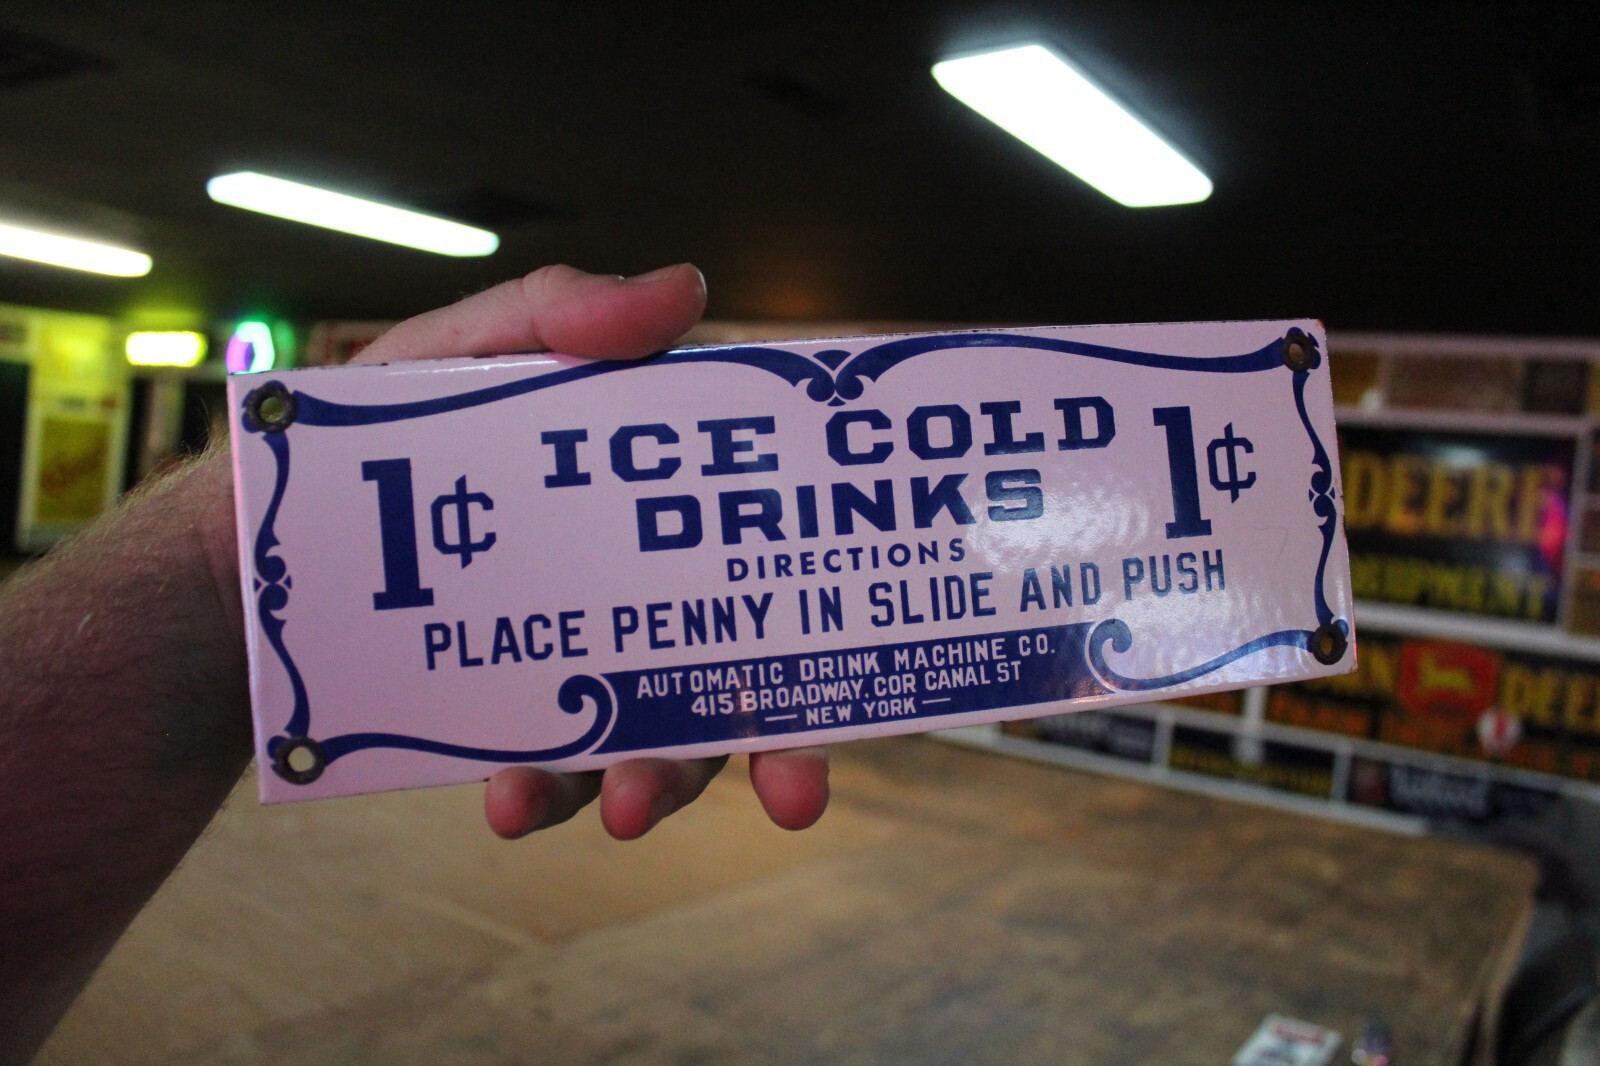 ICE COLD
DRINKS
1¢
1¢
DIRECTIONS
PLACE PENNY IN SLIDE AND PUSH
AUTOMATIC DRINK MACHINE CO.
415 BROADWAY, COR CANAL ST
— NEW YORK —
DEERE